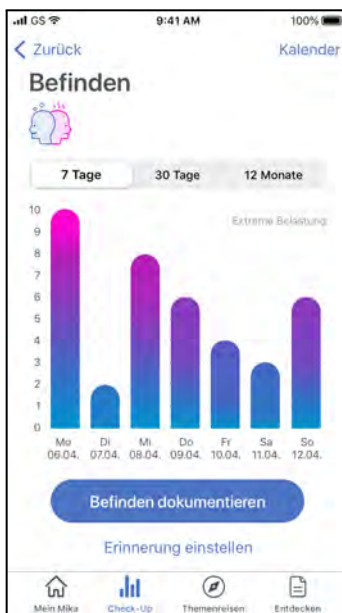 GS 9:41 AM 100%
Zurück Kalender
Befinden
7 Tage 30 Tage 12 Monate
10
Extreme Belastung
9
8
7
6
5
4
3
2
1
0
Mo Di Mi Do Fr Sa So
06.04. 07.04. 08.04. 09.04. 10.04. 11.04. 12.04.
Befinden dokumentieren
Erinnerung einstellen
Mein Mika Check-Up Themenreisen Entdecken